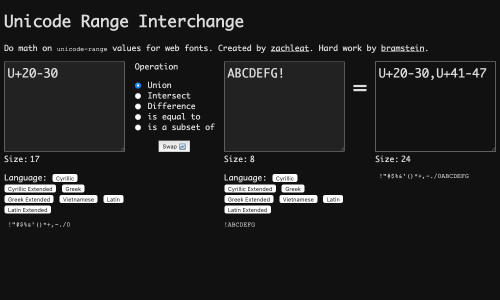 Unicode Range Interchange
Do math on unicode-range values for web fonts. Created by zachleat. Hard work by bramstein.
U+20-30
Size: 17
Language: Cyrillic
Cyrillic Extended Greek
Greek Extended Vietnamese Latin
Latin Extended
!"#$%&'()*+,-./0
Operation
Union
Intersect
Difference
is equal to
is a subset of
Swap
ABCDEFG!
Size: 8
Language: Cyrillic
Cyrillic Extended Greek
Greek Extended Vietnamese Latin
Latin Extended
!ABCDEFG
=
U+20-30,U+41-47
Size: 24
!"#$%&'()*+,-./0ABCDEFG